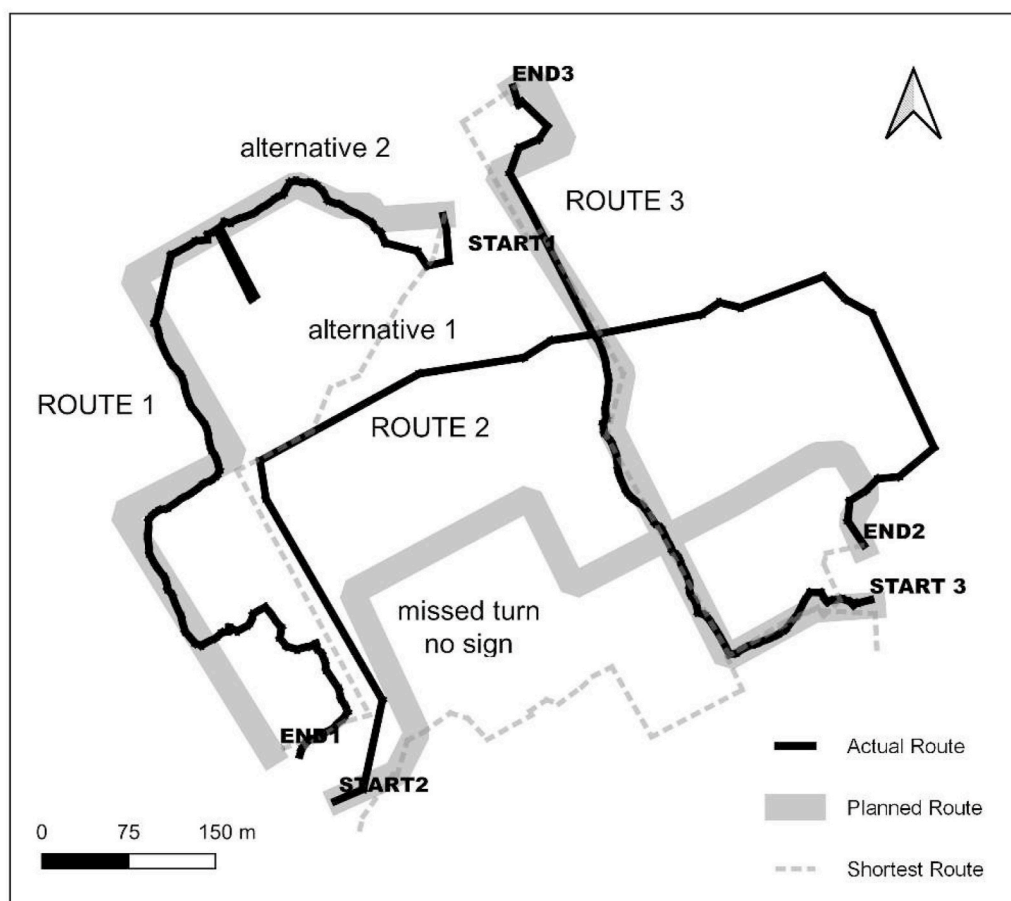 END3
alternative 2
ROUTE 3
START1
alternative 1
ROUTE 1
ROUTE 2
END2
START 3
missed turn
no sign
END1
START2
Actual Route
Planned Route
Shortest Route
0 75 150 m